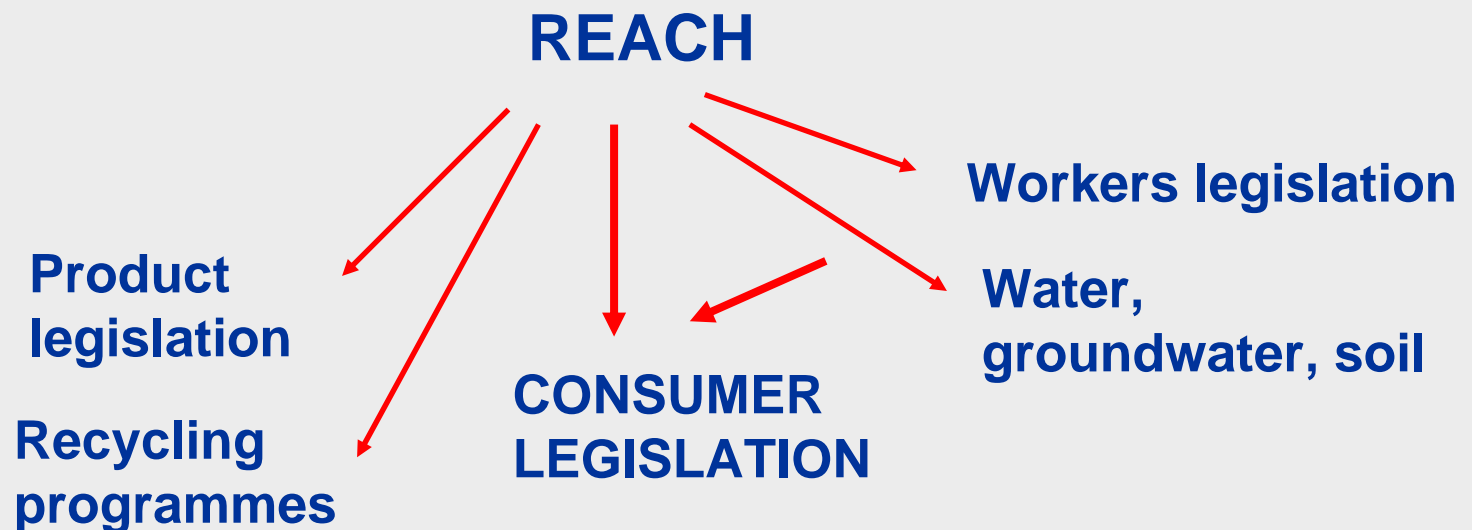 REACH
Workers legislation
Product
legislation
Water,
groundwater, soil
CONSUMER
LEGISLATION
Recycling
programmes